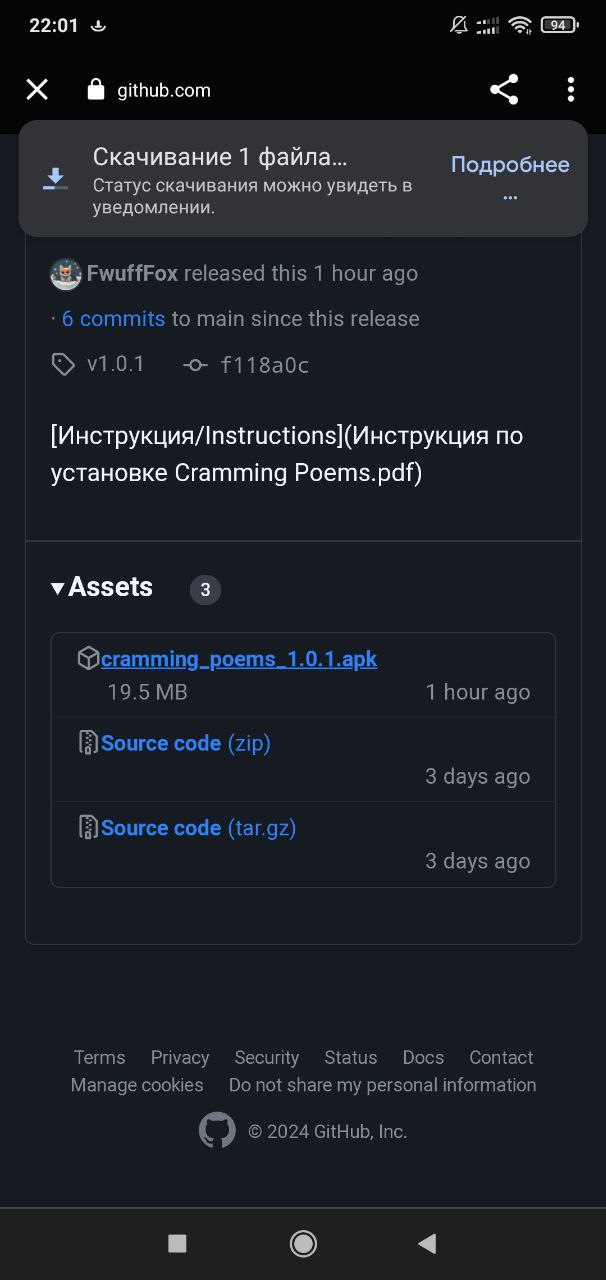 22:01
94
github.com
Скачивание 1 файла...
Статус скачивания можно увидеть в
уведомлении.
Подробнее
...
FwuffFox released this 1 hour ago
· 6 commits to main since this release
v1.0.1 f118a0c
[Инструкция/Instructions](Инструкция по
установке Cramming Poems.pdf)
Assets 3
cramming_poems_1.0.1.apk
19.5 MB 1 hour ago
Source code (zip)
3 days ago
Source code (tar.gz)
3 days ago
Terms Privacy Security Status Docs Contact
Manage cookies Do not share my personal information
© 2024 GitHub, Inc.